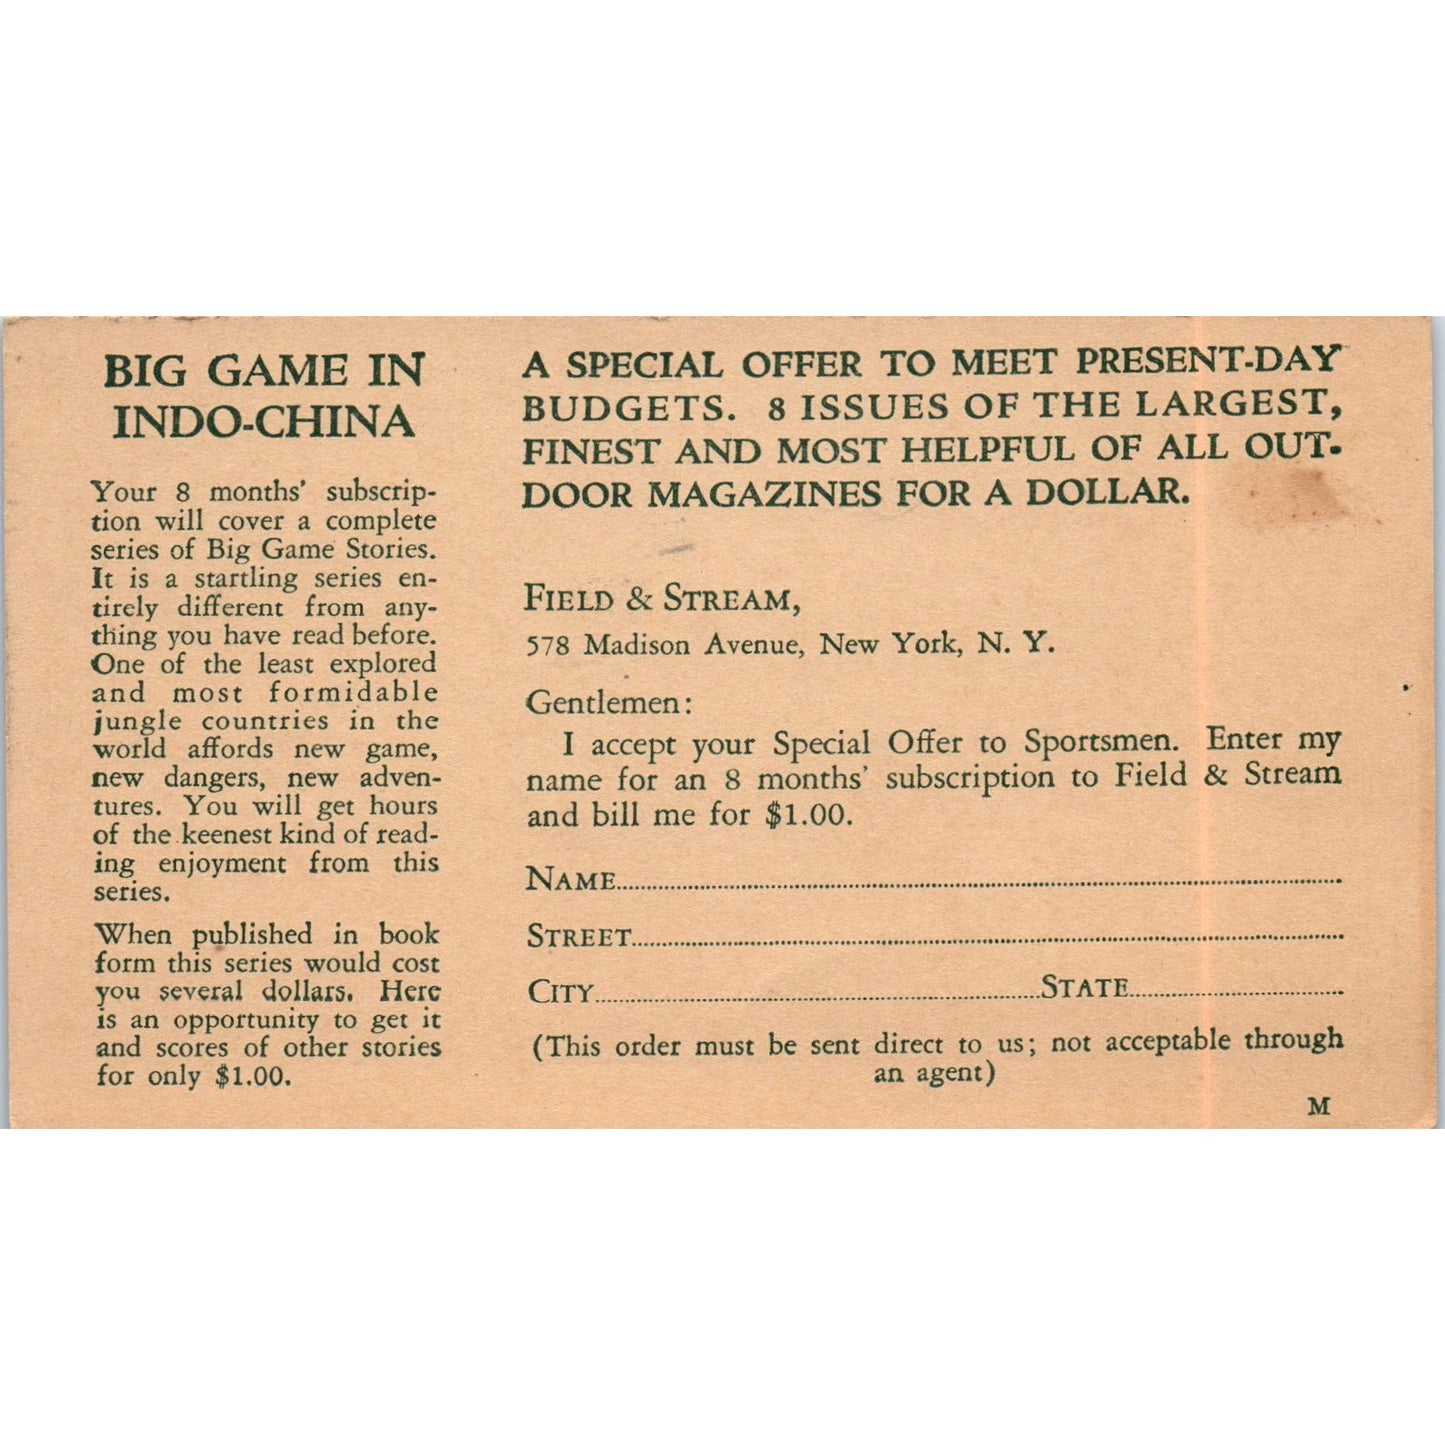 BIG GAME IN
INDO-CHINA
Your 8 months' subscrip-
tion will cover a complete
series of Big Game Stories.
It is a startling series en-
tirely different from any-
thing you have read before.
One of the least explored
and most formidable
jungle countries in the
world affords new game,
new dangers, new adven-
tures. You will get hours
of the keenest kind of read-
ing enjoyment from this
series.
When published in book
form this series would cost
you several dollars. Here
is an opportunity to get it
and scores of other stories
for only $1.00.
A SPECIAL OFFER TO MEET PRESENT-DAY
BUDGETS. 8 ISSUES OF THE LARGEST,
FINEST AND MOST HELPFUL OF ALL OUT-
DOOR MAGAZINES FOR A DOLLAR.
FIELD & STREAM,
578 Madison Avenue, New York, N. Y.
Gentlemen:
I accept your Special Offer to Sportsmen. Enter my
name for an 8 months' subscription to Field & Stream
and bill me for $1.00.
NAME
STREET
CITY STATE
(This order must be sent direct to us; not acceptable through
an agent)
M